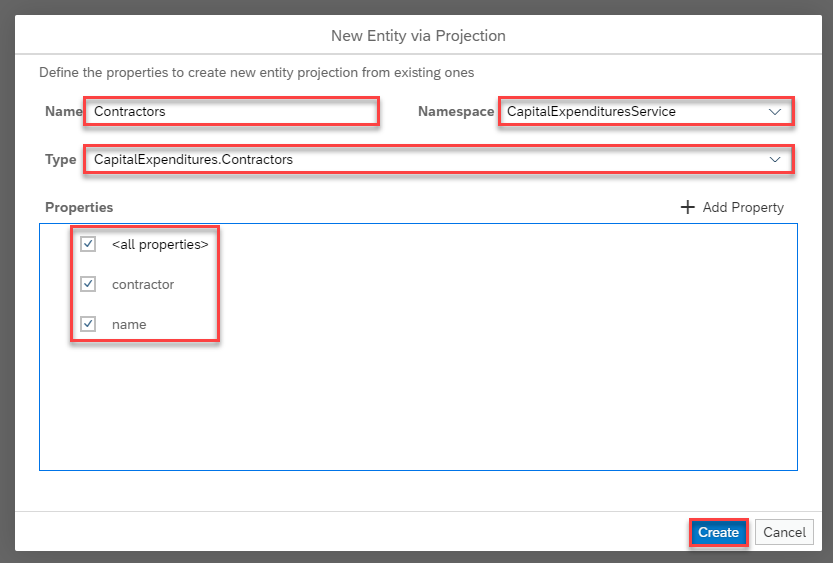 New Entity via Projection
Define the properties to create new entity projection from existing ones
Name Contractors Namespace CapitalExpendituresService
Type CapitalExpenditures.Contractors
Properties Add Property
<all properties>
contractor
name
Create Cancel